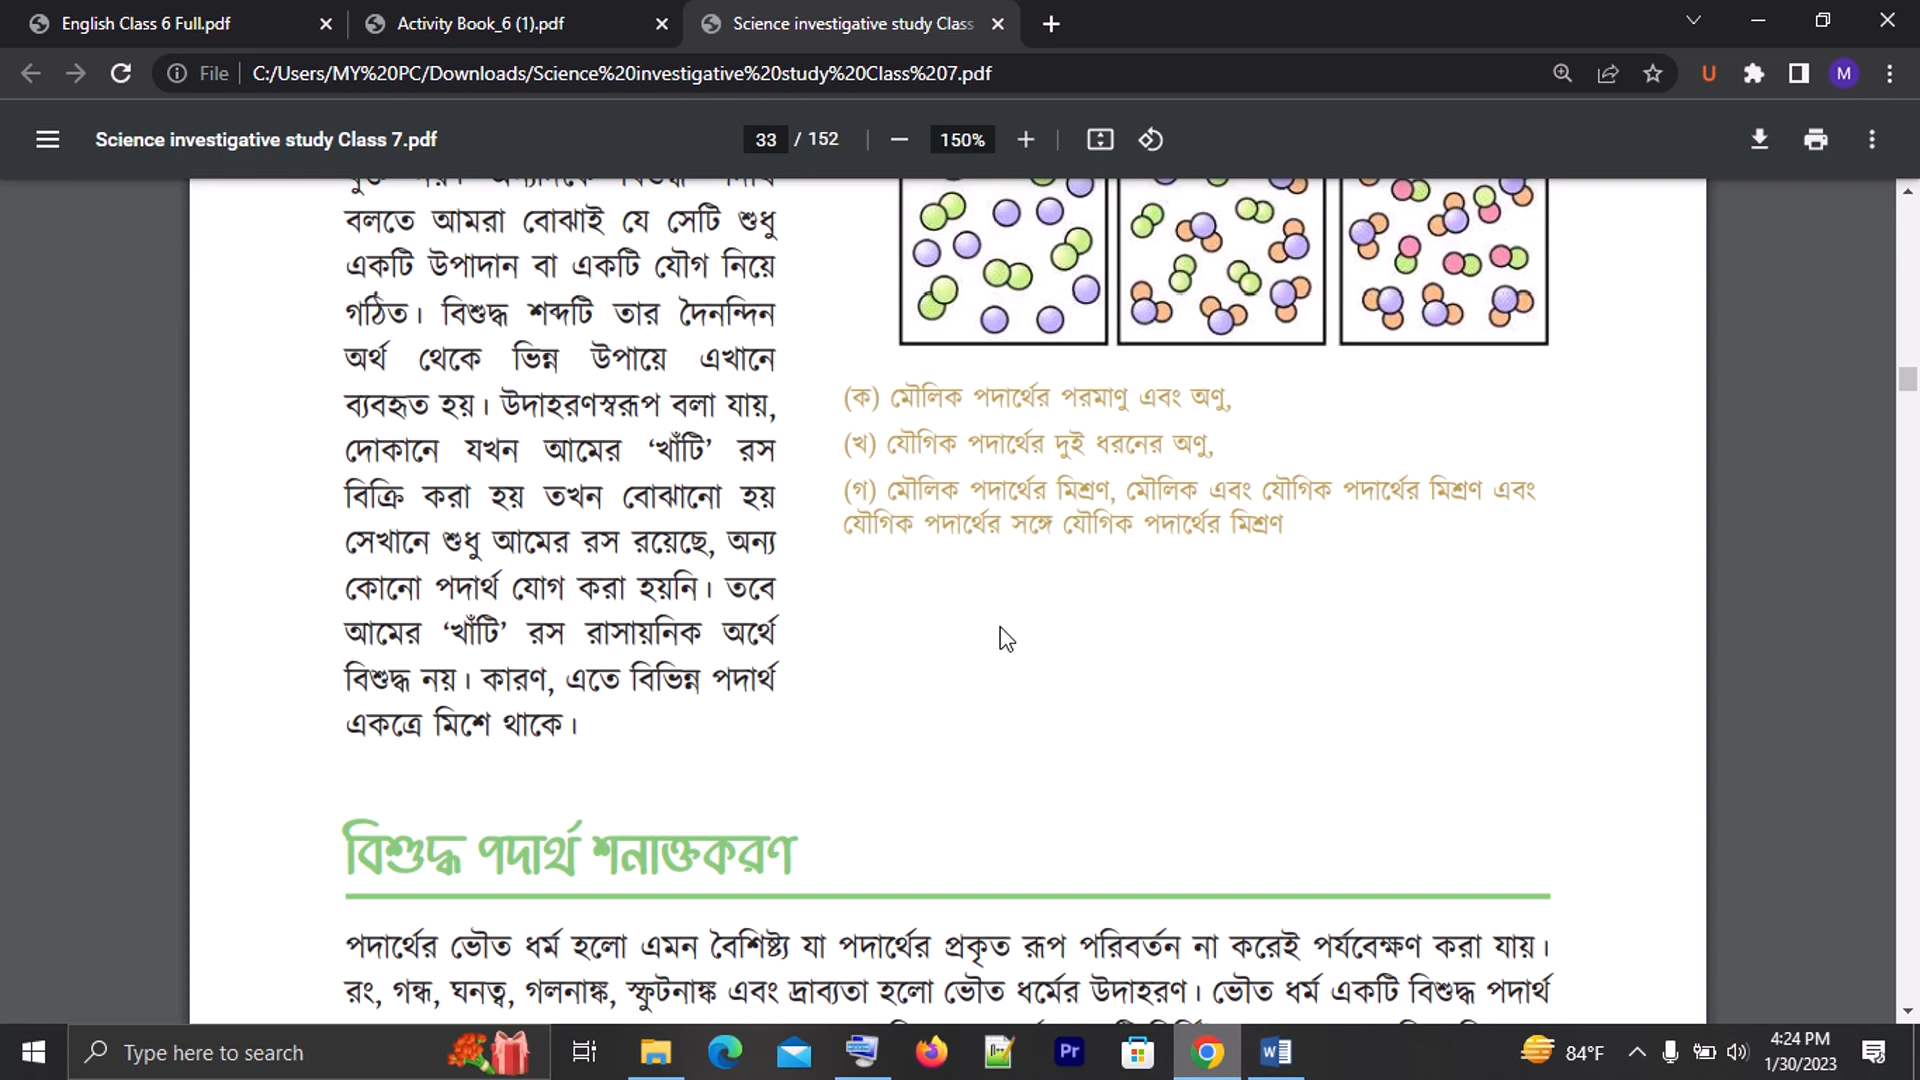 English Class 6 Full.pdf
Activity Book_6 (1).pdf
Science investigative study Class
File
C:/Users/MY%20PC/Downloads/Science%20investigative%20study%20Class%207.pdf
U
M
Science investigative study Class 7.pdf
33 / 152
150%
বলতে আমরা বোঝাই যে সেটি শুধু
একটি উপাদান বা একটি যৌগ নিয়ে
গঠিত। বিশুদ্ধ শব্দটি তার দৈনন্দিন
অর্থ থেকে ভিন্ন উপায়ে এখানে
ব্যবহৃত হয়। উদাহরণস্বরূপ বলা যায়,
দোকানে যখন আমের ‘খাঁটি’ রস
বিক্রি করা হয় তখন বোঝানো হয়
সেখানে শুধু আমের রস রয়েছে, অন্য
কোনো পদার্থ যোগ করা হয়নি। তবে
আমের ‘খাঁটি’ রস রাসায়নিক অর্থে
বিশুদ্ধ নয়। কারণ, এতে বিভিন্ন পদার্থ
একত্রে মিশে থাকে।
(ক) মৌলিক পদার্থের পরমাণু এবং অণু,
(খ) যৌগিক পদার্থের দুই ধরনের অণু,
(গ) মৌলিক পদার্থের মিশ্রণ, মৌলিক এবং যৌগিক পদার্থের মিশ্রণ এবং
যৌগিক পদার্থের সঙ্গে যৌগিক পদার্থের মিশ্রণ
বিশুদ্ধ পদার্থ শনাক্তকরণ
পদার্থের ভৌত ধর্ম হলো এমন বৈশিষ্ট্য যা পদার্থের প্রকৃত রূপ পরিবর্তন না করেই পর্যবেক্ষণ করা যায়।
রং, গন্ধ, ঘনত্ব, গলনাঙ্ক, স্ফুটনাঙ্ক এবং দ্রাব্যতা হলো ভৌত ধর্মের উদাহরণ। ভৌত ধর্ম একটি বিশুদ্ধ পদার্থ
Type here to search
Pr
84°F
4:24 PM
1/30/2023